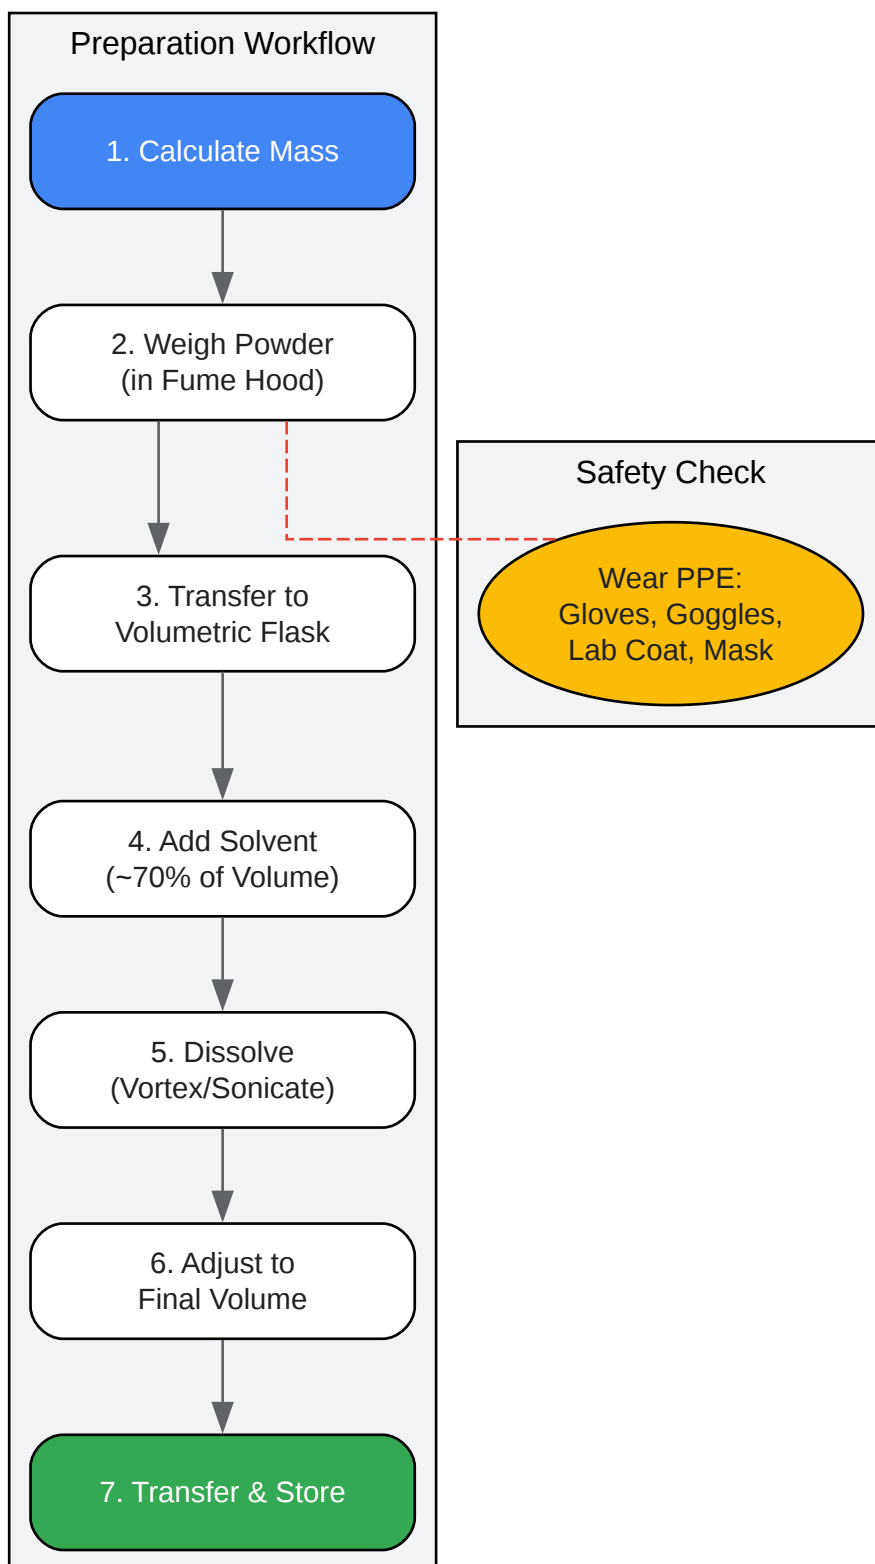 Preparation Workflow
1. Calculate Mass
2. Weigh Powder
(in Fume Hood)
Safety Check
Wear PPE:
Gloves, Goggles,
Lab Coat, Mask
3. Transfer to
Volumetric Flask
4. Add Solvent
(~70% of Volume)
5. Dissolve
(Vortex/Sonicate)
6. Adjust to
Final Volume
7. Transfer & Store